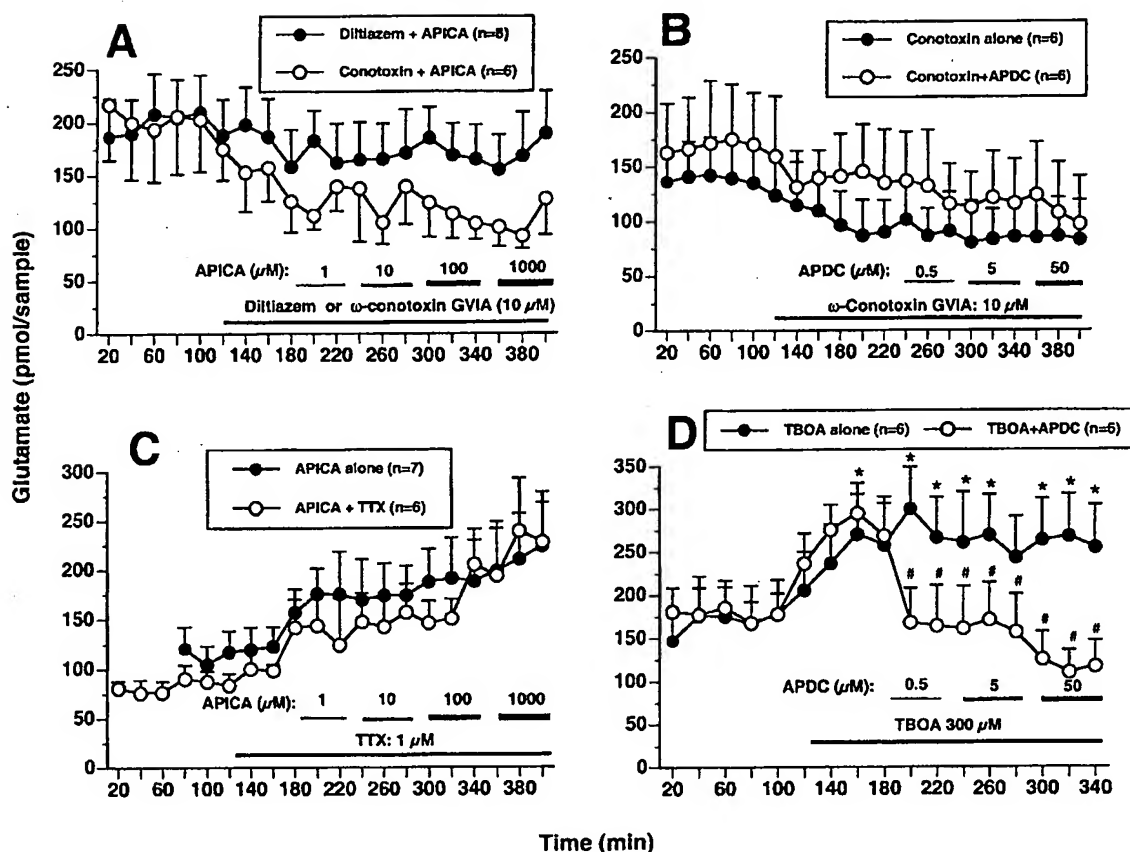 A
Diltiazem + APICA (n=6)
Conotoxin + APICA (n=6)
250
200
150
100
50
0
APICA (µM): 1 10 100 1000
Diltiazem or ω-conotoxin GVIA (10 µM)
20 60 100 140 180 220 260 300 340 380
B
Conotoxin alone (n=6)
Conotoxin+APDC (n=6)
250
200
150
100
50
0
APDC (µM): 0.5 5 50
ω-Conotoxin GVIA: 10 µM
20 60 100 140 180 220 260 300 340 380
Glutamate (pmol/sample)
C
APICA alone (n=7)
APICA + TTX (n=6)
300
250
200
150
100
50
0
APICA (µM): 1 10 100 1000
TTX: 1 µM
20 60 100 140 180 220 260 300 340 380
D
TBOA alone (n=6) TBOA+APDC (n=6)
350
300
250
200
150
100
50
0
* * * * * * * *
# # # # # # # #
APDC (µM): 0.5 5 50
TBOA 300 µM
20 60 100 140 180 220 260 300 340
Time (min)